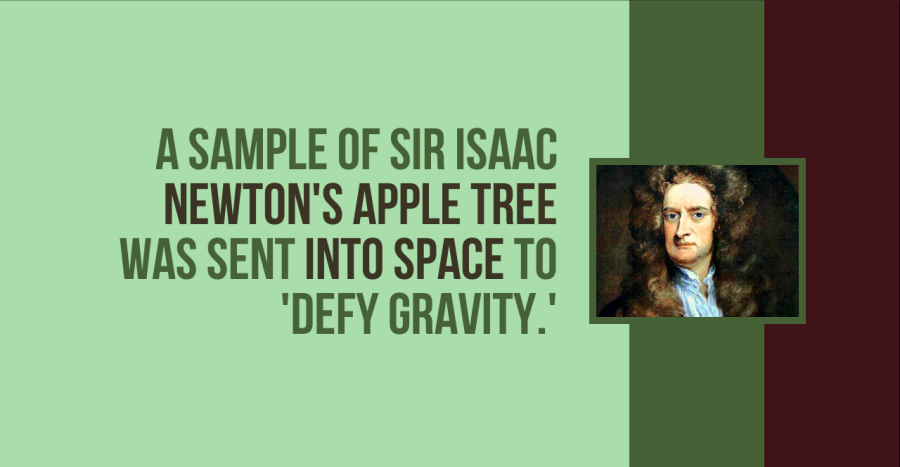 A SAMPLE OF SIR ISAAC
NEWTON'S APPLE TREE
WAS SENT INTO SPACE TO
'DEFY GRAVITY.'